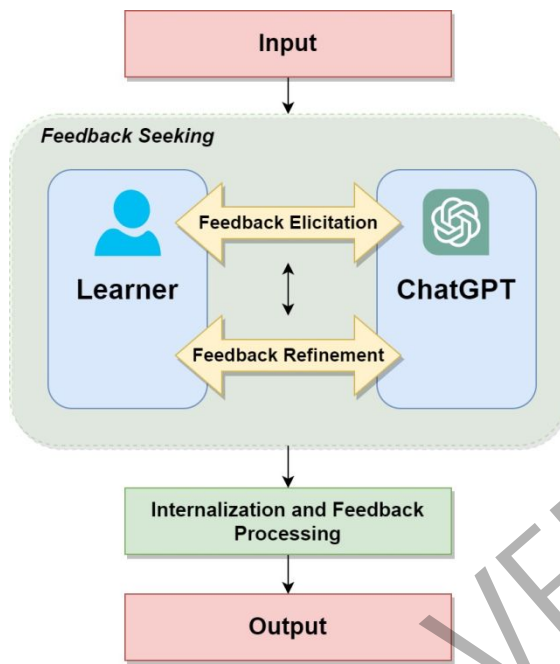 Input
Feedback Seeking
Feedback Elicitation
Learner
ChatGPT
Feedback Refinement
Internalization and Feedback
Processing
Output